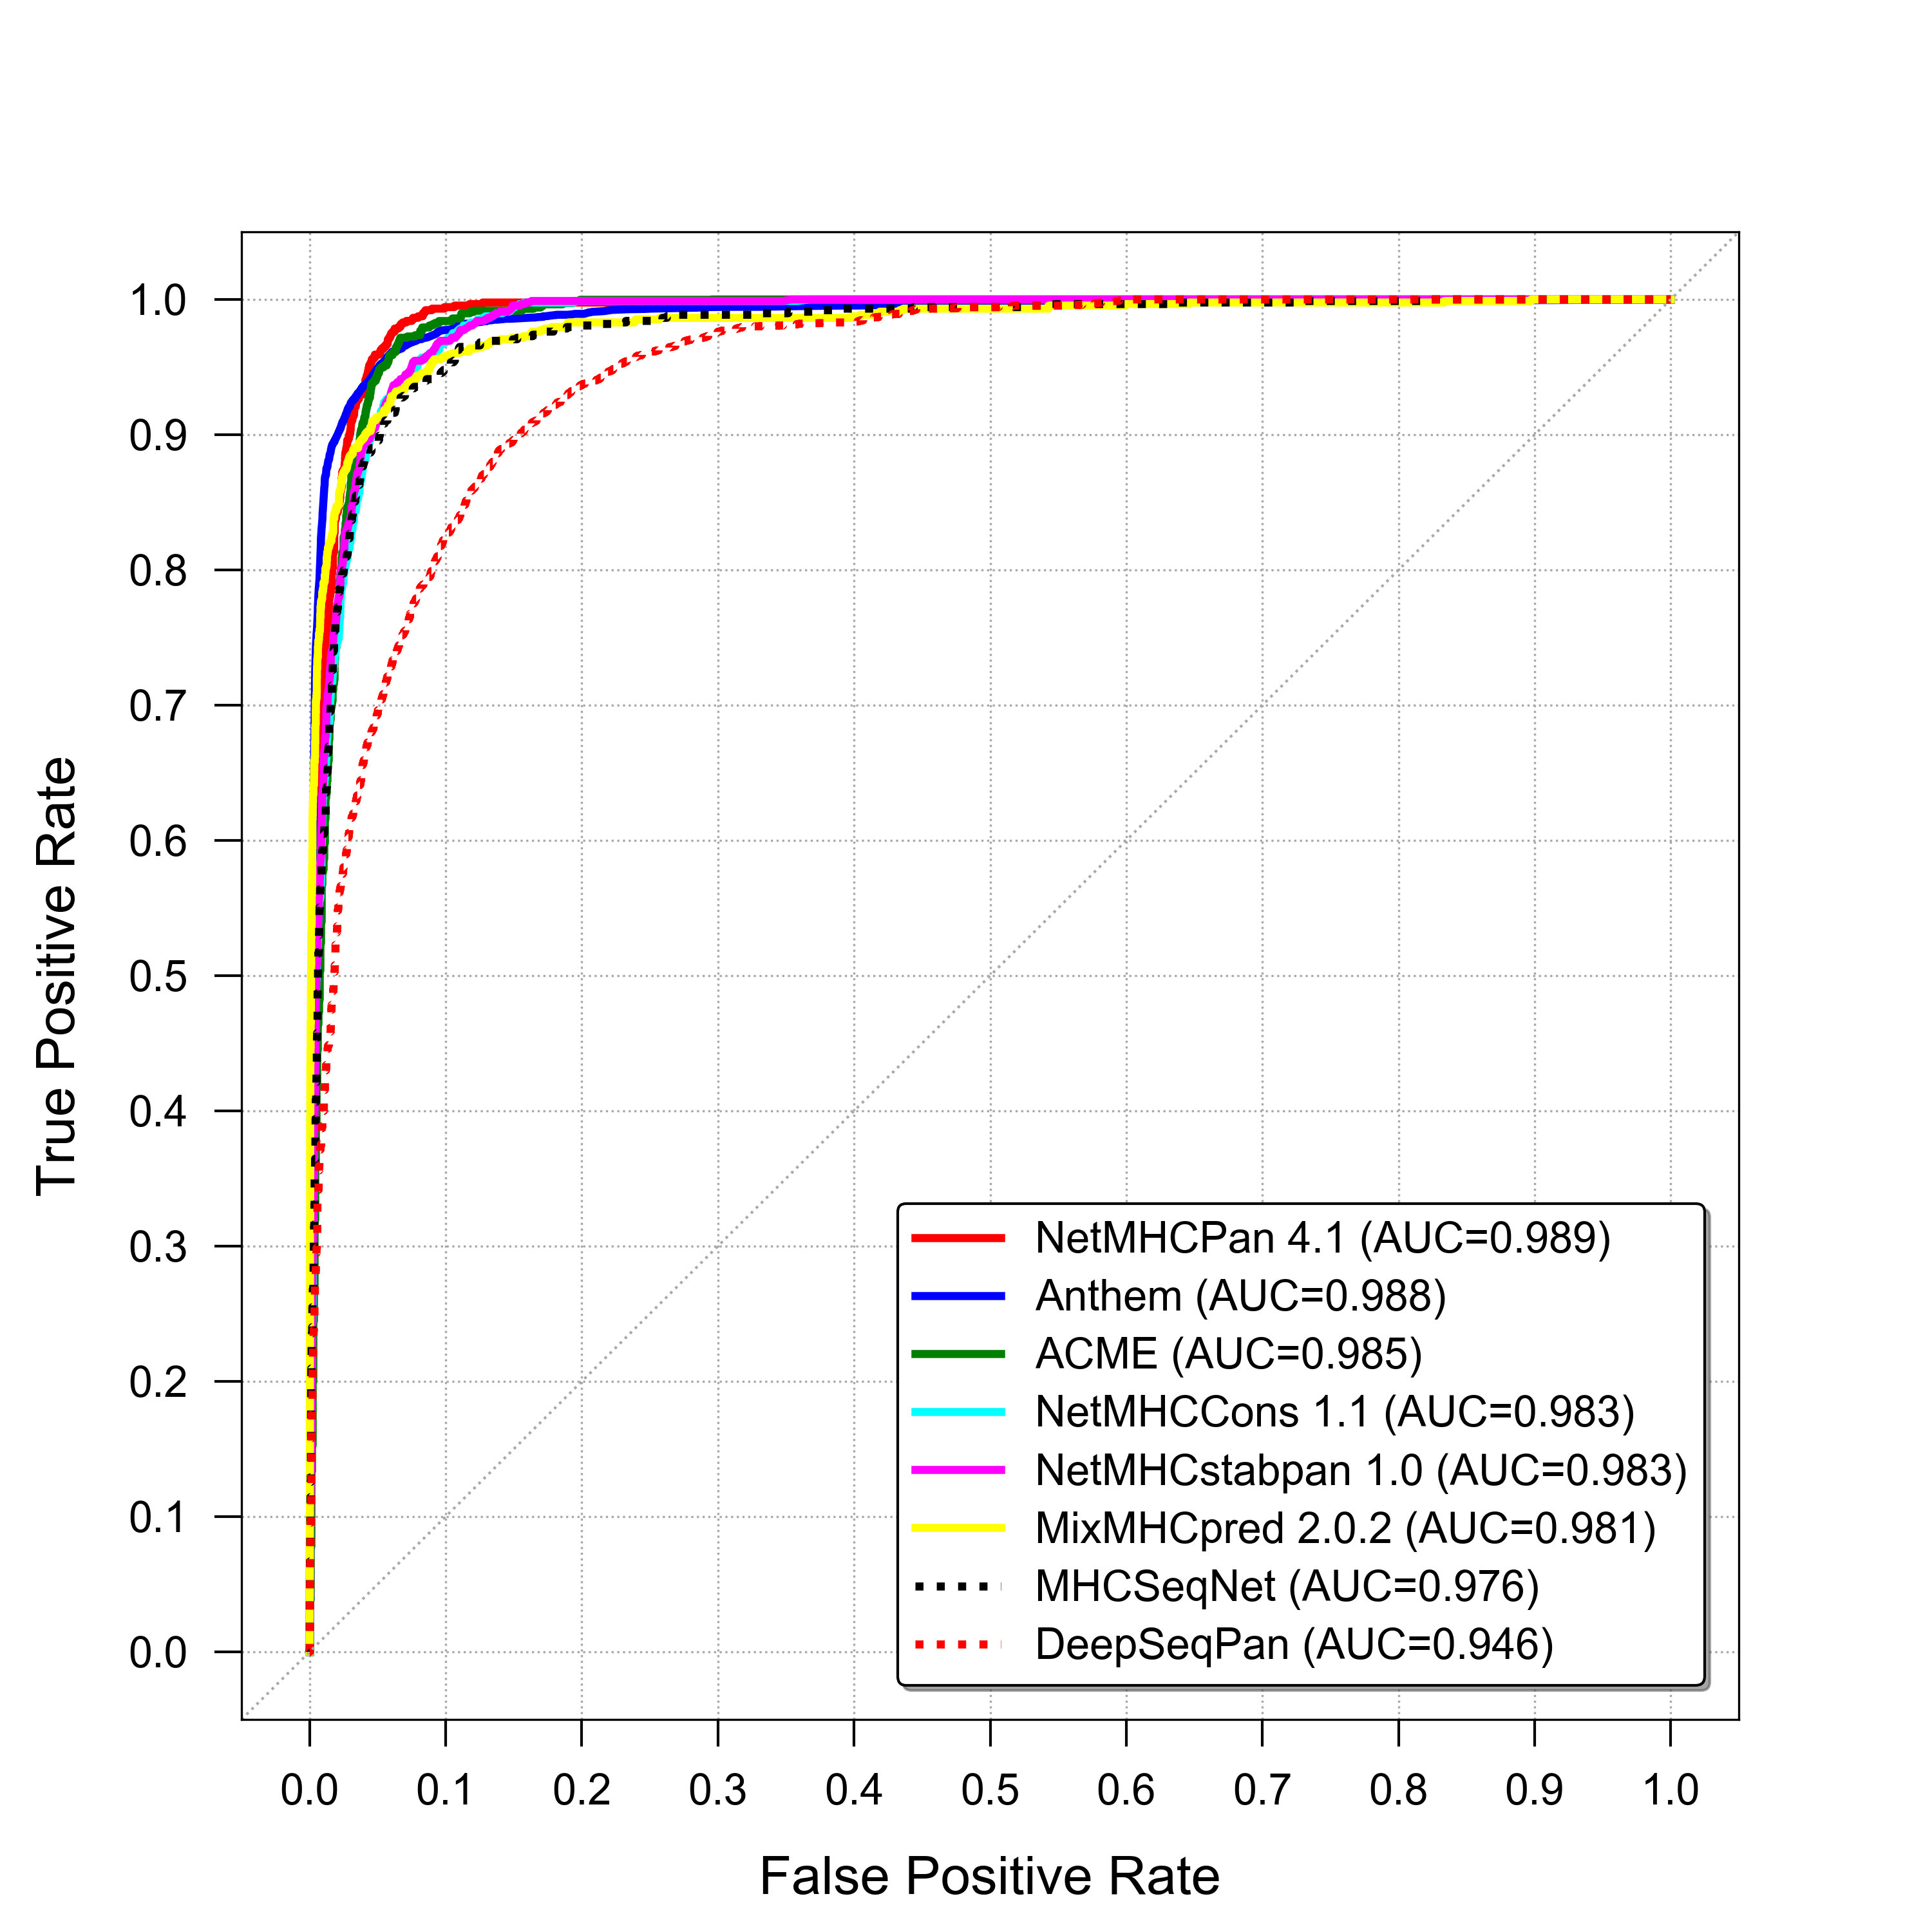 1.0
0.9
0.8
0.7
0.6
0.5
0.4
0.3
0.2
0.1
0.0
True Positive Rate
NetMHCPan 4.1 (AUC=0.989)
Anthem (AUC=0.988)
ACME (AUC=0.985)
NetMHCCons 1.1 (AUC=0.983)
NetMHCstabpan 1.0 (AUC=0.983)
MixMHCpred 2.0.2 (AUC=0.981)
MHCSeqNet (AUC=0.976)
DeepSeqPan (AUC=0.946)
0.0 0.1 0.2 0.3 0.4 0.5 0.6 0.7 0.8 0.9 1.0
False Positive Rate